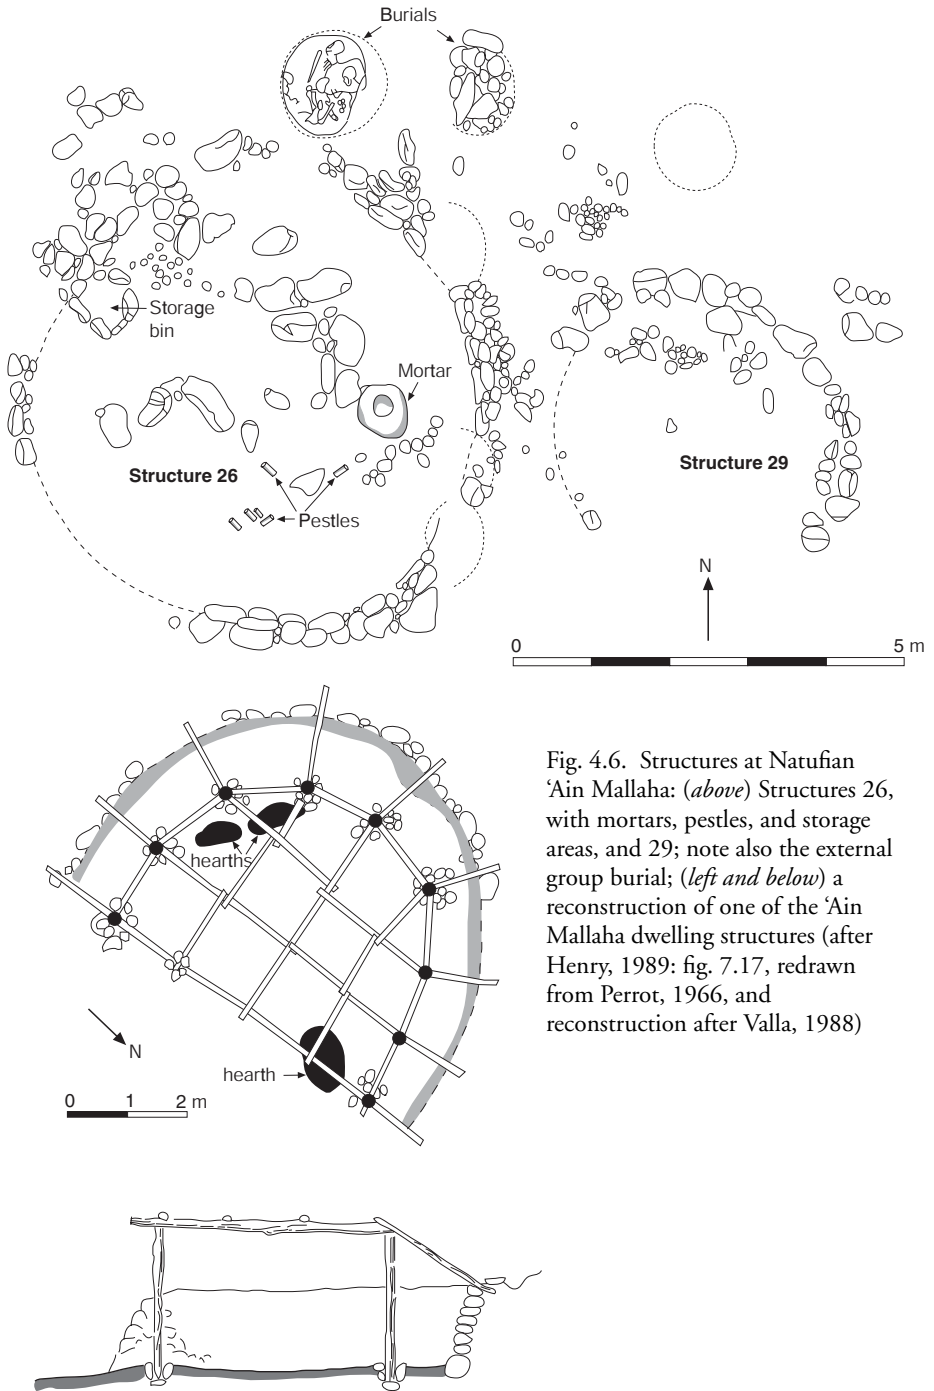 Burials
Storage
bin
Mortar
Structure 26
Structure 29
Pestles
N
0 5 m
hearths
Fig. 4.6. Structures at Natufian
‘Ain Mallaha: (above) Structures 26,
with mortars, pestles, and storage
areas, and 29; note also the external
group burial; (left and below) a
reconstruction of one of the ‘Ain
Mallaha dwelling structures (after
Henry, 1989: fig. 7.17, redrawn
from Perrot, 1966, and
reconstruction after Valla, 1988)
N
hearth
0 1 2 m